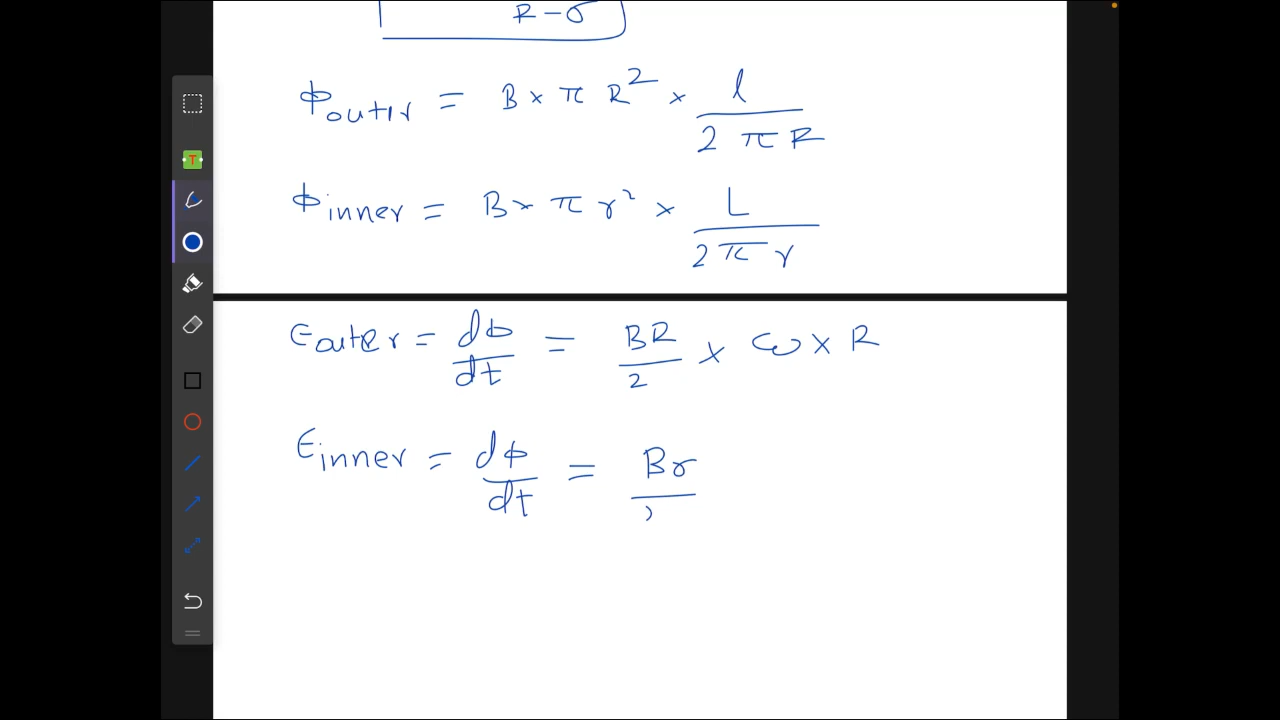 R - σ
Φouter = B × π R² × l / 2 π R
Φinner = B × π r² × L / 2 π r
Eouter = dΦ/dt = BR/2 × ω × R
Einner = dΦ/dt = Br/
T